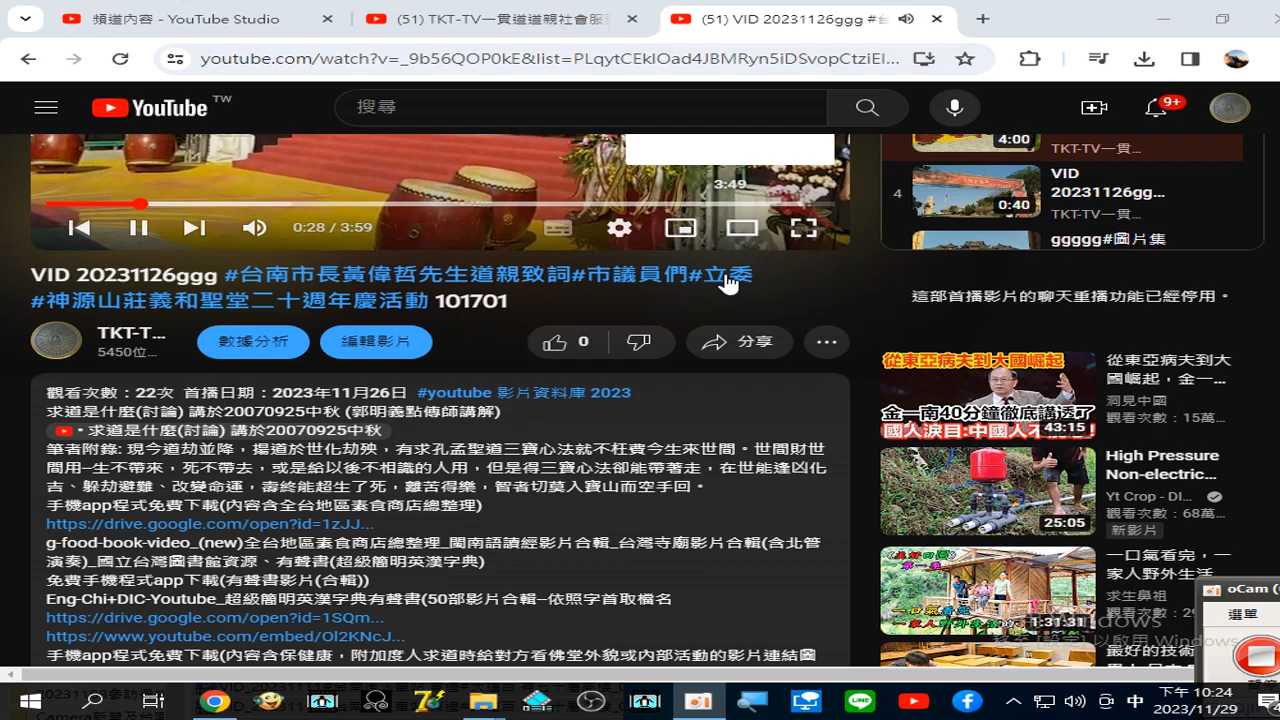 頻道內容 - YouTube Studio
(51) TKT-TV一貫道道親社會服
(51) VID 20231126ggg #台
youtube.com/watch?v=_9b56QOP0kE&list=PLqytCEkIOad4JBMRyn5iDSvopCtziEl...
YouTube TW
搜尋
9+
3:49
0:28 / 3:59
4:00
TKT-TV一貫...
4
VID
20231126gg...
0:40
TKT-TV一貫...
ggggg#圖片集
VID 20231126ggg #台南市長黃偉哲先生道親致詞#市議員們#立委
#神源山莊義和聖堂二十週年慶活動 101701
這部首播影片的聊天重播功能已經停用。
TKT-T...
5450位...
數據分析
編輯影片
0
分享
觀看次數：22次 首播日期：2023年11月26日 #youtube 影片資料庫 2023
求道是什麼(討論) 講於20070925中秋 (郭明義點傳師講解)
• 求道是什麼(討論) 講於20070925中秋
筆者附錄: 現今道劫並降，揚道於世化劫殃，有求孔孟聖道三寶心法就不枉費今生來世間。世間財世
間用–生不帶來，死不帶去，或是給以後不相識的人用，但是得三寶心法卻能帶著走，在世能逢凶化
吉、躲劫避難、改變命運，壽終能超生了死，離苦得樂，智者切莫入寶山而空手回。
手機app程式免費下載(內容含全台地區素食商店總整理)
https://drive.google.com/open?id=1zJJ...
g-food-book-video_(new)全台地區素食商店總整理_閩南語讀經影片合輯_台灣寺廟影片合輯(含北管
演奏)_國立台灣圖書館資源、有聲書(超級簡明英漢字典)
免費手機程式app下載(有聲書影片(合輯))
Eng-Chi+DIC-Youtube_超級簡明英漢字典有聲書(50部影片合輯–依照字首取檔名
https://drive.google.com/open?id=1SQm...
https://www.youtube.com/embed/Ol2KNcJ...
手機app程式免費下載(內容含保健康，附加度人求道時給對方看佛堂外貌或內部活動的影片連結圖
從東亞病夫到大國崛起
金一南40分鐘徹底講透了
國人淚目:中國人不
43:15
從東亞病夫到大
國崛起，金一...
洞見中國
觀看次數：15萬...
25:05
High Pressure
Non-electric...
Yt Crop - DI...
觀看次數：68萬...
新影片
一口氣看完
一家人野外生
1:31:31
一口氣看完，一
家人野外生活
求生鼻祖
觀看次數：2
最好的技術
oCam (
選單
暫停
Windows
移至 [設定] 以啟用 Windows
中
下午 10:24
2023/11/29